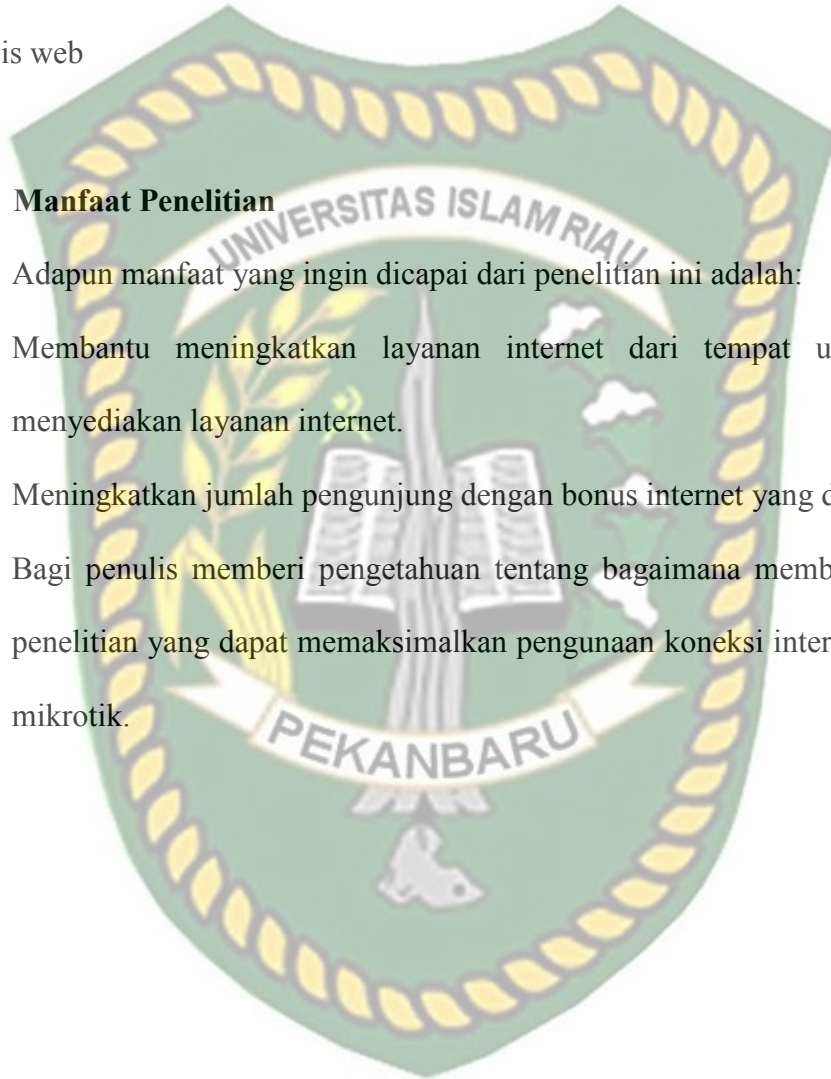 is web
Manfaat Penelitian
UNIVERSITAS ISLAM RIAU
Adapun manfaat yang ingin dicapai dari penelitian ini adalah:
Membantu meningkatkan layanan internet dari tempat u
menyediakan layanan internet.
Meningkatkan jumlah pengunjung dengan bonus internet yang d
Bagi penulis memberi pengetahuan tentang bagaimana memb
penelitian yang dapat memaksimalkan pengunaan koneksi inter
mikrotik.
PEKANBARU